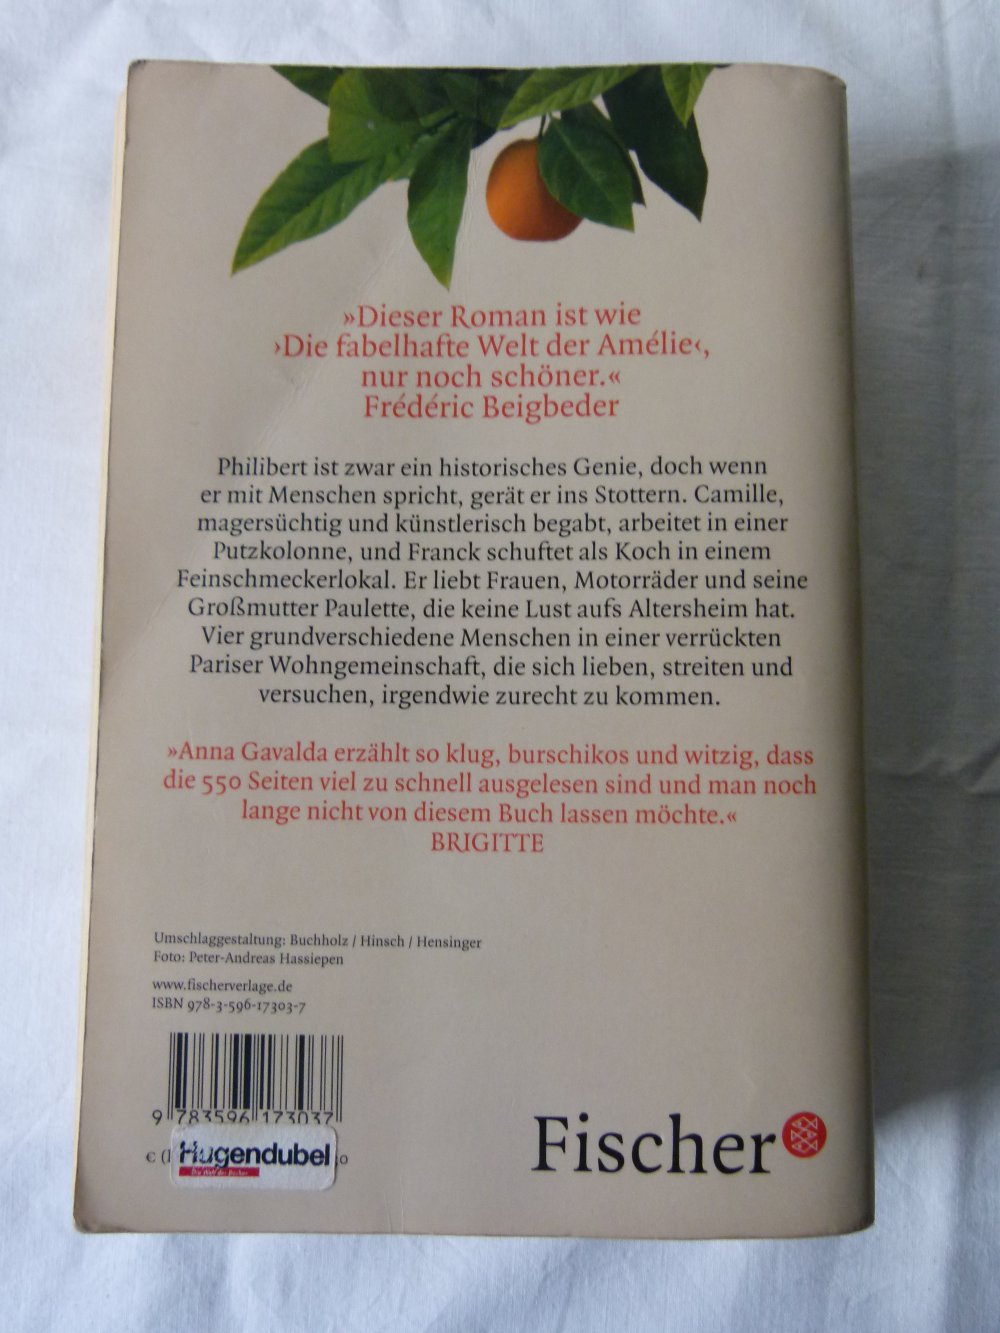 »Dieser Roman ist wie
›Die fabelhafte Welt der Amélie‹,
nur noch schöner.«
Frédéric Beigbeder
Philibert ist zwar ein historisches Genie, doch wenn
er mit Menschen spricht, gerät er ins Stottern. Camille,
magersüchtig und künstlerisch begabt, arbeitet in einer
Putzkolonne, und Franck schuftet als Koch in einem
Feinschmeckerlokal. Er liebt Frauen, Motorräder und seine
Großmutter Paulette, die keine Lust aufs Altersheim hat.
Vier grundverschiedene Menschen in einer verrückten
Pariser Wohngemeinschaft, die sich lieben, streiten und
versuchen, irgendwie zurecht zu kommen.
»Anna Gavalda erzählt so klug, burschikos und witzig, dass
die 550 Seiten viel zu schnell ausgelesen sind und man noch
lange nicht von diesem Buch lassen möchte.«
BRIGITTE
Umschlaggestaltung: Buchholz / Hinsch / Hensinger
Foto: Peter-Andreas Hassiepen
www.fischerverlage.de
ISBN 978-3-596-17303-7
9 783596 173037
€ (
Hugendubel
Die Welt der Bücher
Fischer